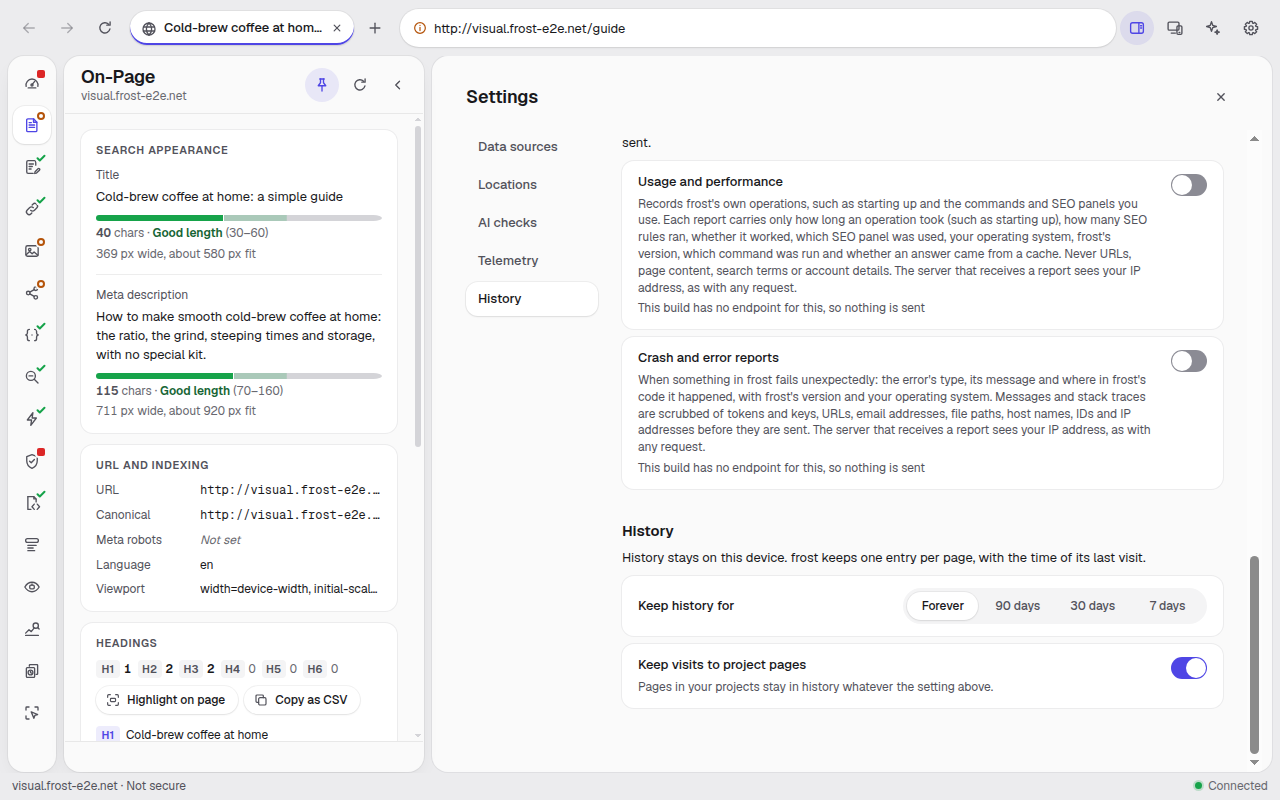 Cold-brew coffee at hom...
http://visual.frost-e2e.net/guide
On-Page
visual.frost-e2e.net
SEARCH APPEARANCE
Title
Cold-brew coffee at home: a simple guide
40 chars · Good length (30–60)
369 px wide, about 580 px fit
Meta description
How to make smooth cold-brew coffee at home:
the ratio, the grind, steeping times and storage,
with no special kit.
115 chars · Good length (70–160)
711 px wide, about 920 px fit
URL AND INDEXING
URL http://visual.frost-e2e.…
Canonical http://visual.frost-e2e.…
Meta robots Not set
Language en
Viewport width=device-width, initial-scal...
HEADINGS
H1 1 H2 2 H3 2 H4 0 H5 0 H6 0
Highlight on page Copy as CSV
H1 Cold-brew coffee at home
Settings
Data sources
Locations
AI checks
Telemetry
History
sent.
Usage and performance
Records frost's own operations, such as starting up and the commands and SEO panels you
use. Each report carries only how long an operation took (such as starting up), how many SEO
rules ran, whether it worked, which SEO panel was used, your operating system, frost's
version, which command was run and whether an answer came from a cache. Never URLs,
page content, search terms or account details. The server that receives a report sees your IP
address, as with any request.
This build has no endpoint for this, so nothing is sent
Crash and error reports
When something in frost fails unexpectedly: the error's type, its message and where in frost's
code it happened, with frost's version and your operating system. Messages and stack traces
are scrubbed of tokens and keys, URLs, email addresses, file paths, host names, IDs and IP
addresses before they are sent. The server that receives a report sees your IP address, as with
any request.
This build has no endpoint for this, so nothing is sent
History
History stays on this device. frost keeps one entry per page, with the time of its last visit.
Keep history for Forever 90 days 30 days 7 days
Keep visits to project pages
Pages in your projects stay in history whatever the setting above.
visual.frost-e2e.net · Not secure
Connected